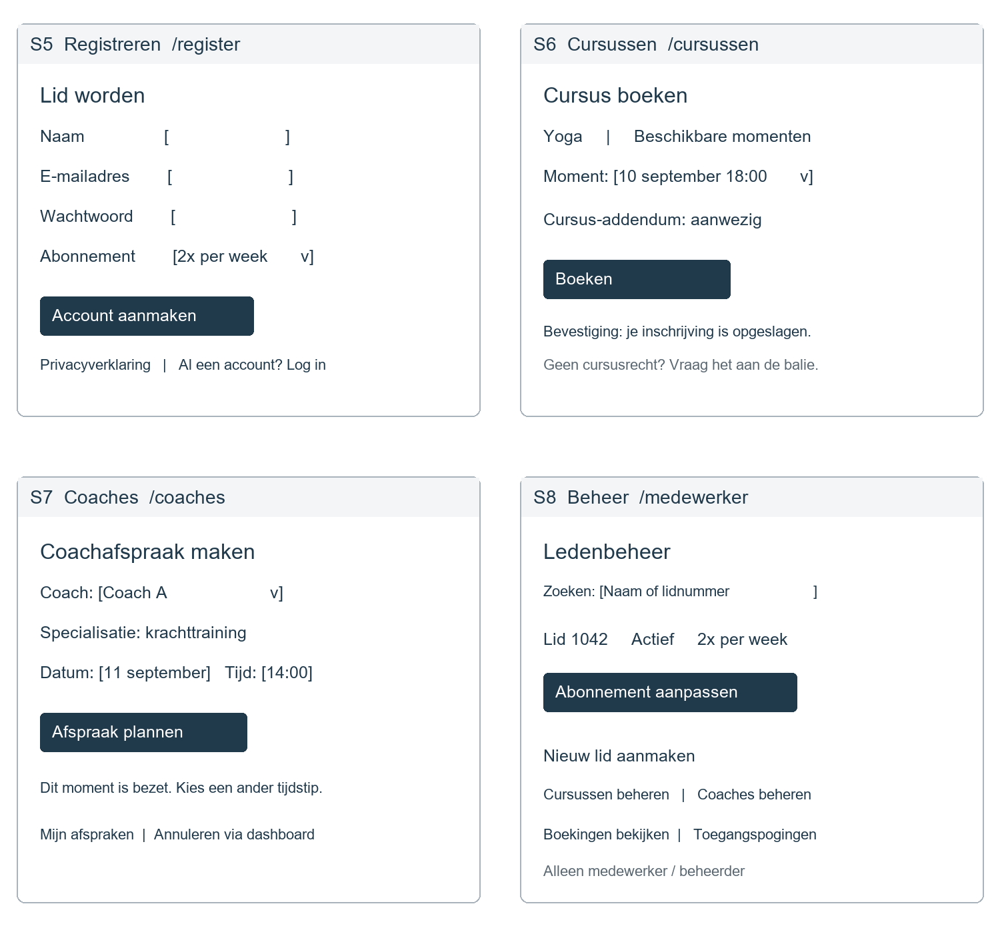 S5 Registreren /register
Lid worden
Naam [ ]
E-mailadres [ ]
Wachtwoord [ ]
Abonnement [2x per week v]
Account aanmaken
Privacyverklaring | Al een account? Log in
S6 Cursussen /cursussen
Cursus boeken
Yoga | Beschikbare momenten
Moment: [10 september 18:00 v]
Cursus-addendum: aanwezig
Boeken
Bevestiging: je inschrijving is opgeslagen.
Geen cursusrecht? Vraag het aan de balie.
S7 Coaches /coaches
Coachafspraak maken
Coach: [Coach A v]
Specialisatie: krachttraining
Datum: [11 september] Tijd: [14:00]
Afspraak plannen
Dit moment is bezet. Kies een ander tijdstip.
Mijn afspraken | Annuleren via dashboard
S8 Beheer /medewerker
Ledenbeheer
Zoeken: [Naam of lidnummer ]
Lid 1042 Actief 2x per week
Abonnement aanpassen
Nieuw lid aanmaken
Cursussen beheren | Coaches beheren
Boekingen bekijken | Toegangspogingen
Alleen medewerker / beheerder